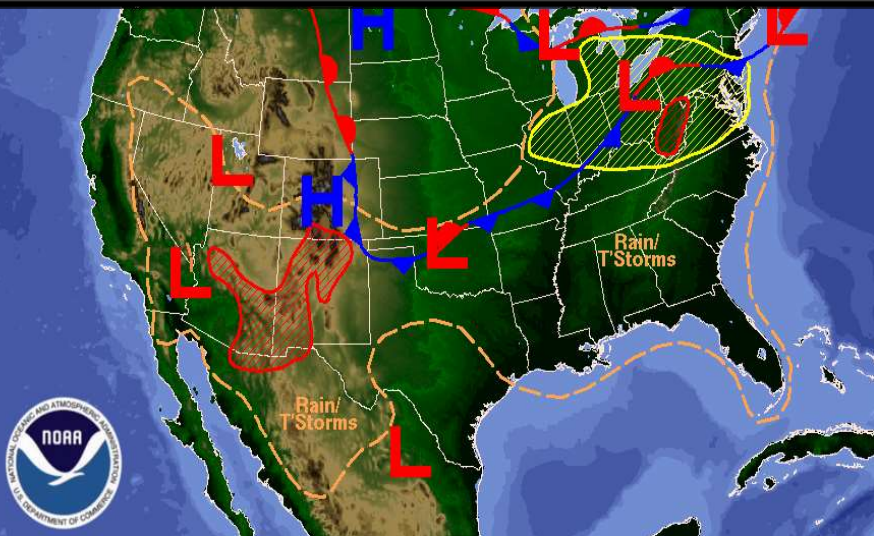 H
L
L
L
L
H
L
L
Rain/
T'Storms
L
Rain/
T'Storms
L
NOAA
NATIONAL OCEANIC AND ATMOSPHERIC ADMINISTRATION
U.S. DEPARTMENT OF COMMERCE